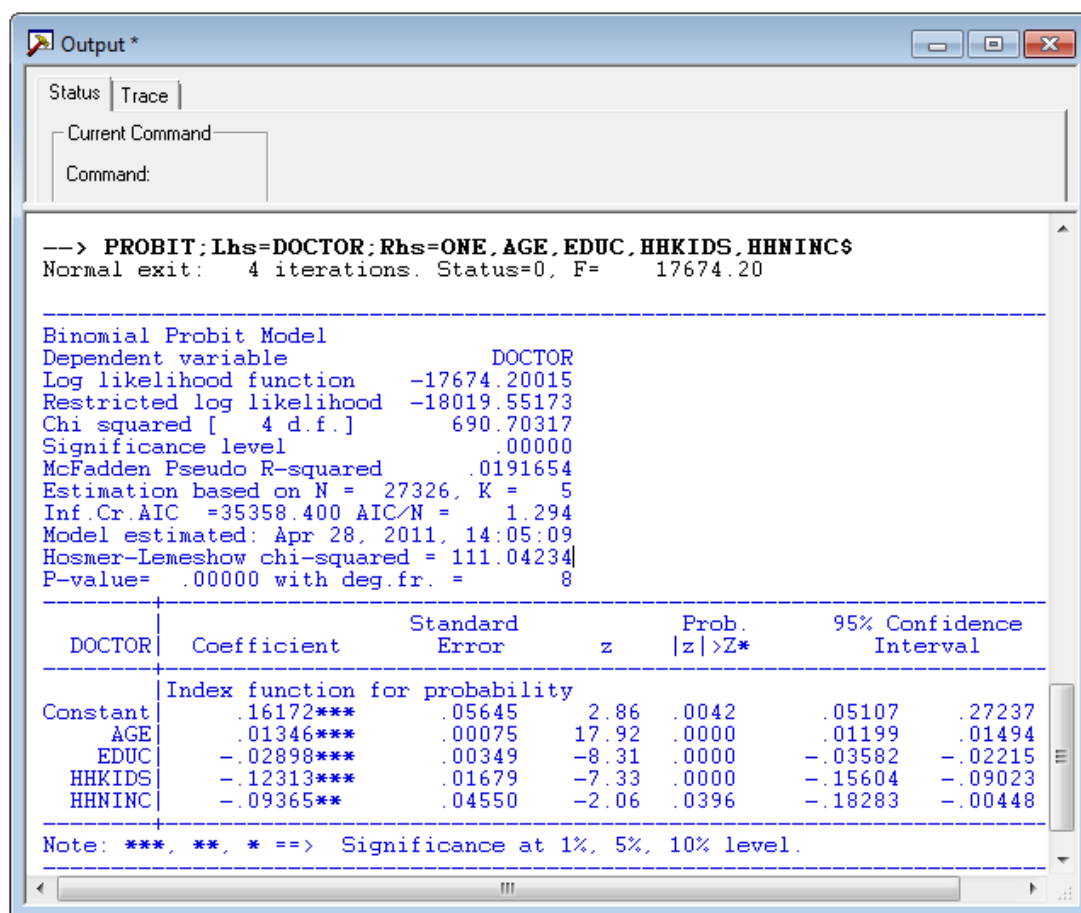 Output *
Status Trace
Current Command
Command:
--> PROBIT;Lhs=DOCTOR;Rhs=ONE,AGE,EDUC,HHKIDS,HHNINC$
Normal exit: 4 iterations. Status=0, F= 17674.20
Binomial Probit Model
Dependent variable DOCTOR
Log likelihood function -17674.20015
Restricted log likelihood -18019.55173
Chi squared [ 4 d.f.] 690.70317
Significance level .00000
McFadden Pseudo R-squared .0191654
Estimation based on N = 27326, K = 5
Inf.Cr.AIC =35358.400 AIC/N = 1.294
Model estimated: Apr 28, 2011, 14:05:09
Hosmer-Lemeshow chi-squared = 111.04234
P-value= .00000 with deg.fr. = 8
Standard Prob. 95% Confidence
DOCTOR| Coefficient Error z |z|>Z* Interval
|Index function for probability
Constant| .16172*** .05645 2.86 .0042 .05107 .27237
AGE| .01346*** .00075 17.92 .0000 .01199 .01494
EDUC| -.02898*** .00349 -8.31 .0000 -.03582 -.02215
HHKIDS| -.12313*** .01679 -7.33 .0000 -.15604 -.09023
HHNINC| -.09365** .04550 -2.06 .0396 -.18283 -.00448
Note: ***, **, * ==> Significance at 1%, 5%, 10% level.